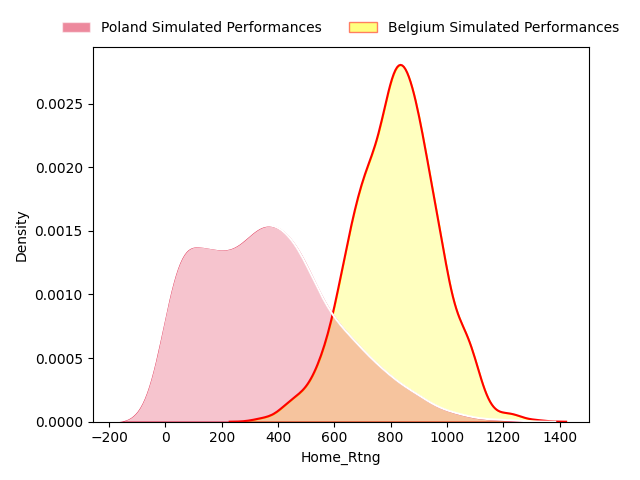 Poland Simulated Performances Belgium Simulated Performances
0.0025
0.0020
0.0015
0.0010
0.0005
0.0000
Density
−200 0 200 400 600 800 1000 1200 1400
Home_Rtng